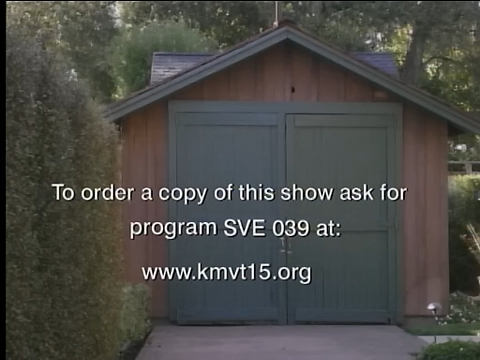 To order a copy of this show ask for
program SVE 039 at:
www.kmvt15.org